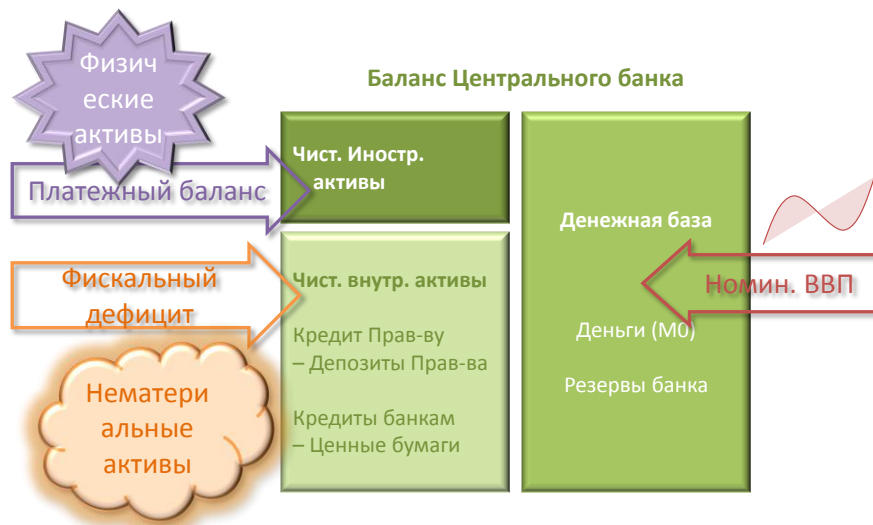 Физич
еские
активы
Баланс Центрального банка
Чист. Иностр.
активы
Платежный баланс
Денежная база
Фискальный
дефицит
Чист. внутр. активы
Номин. ВВП
Кредит Прав-ву
– Депозиты Прав-ва
Деньги (М0)
Резервы банка
Нематери
альные
активы
Кредиты банкам
– Ценные бумаги